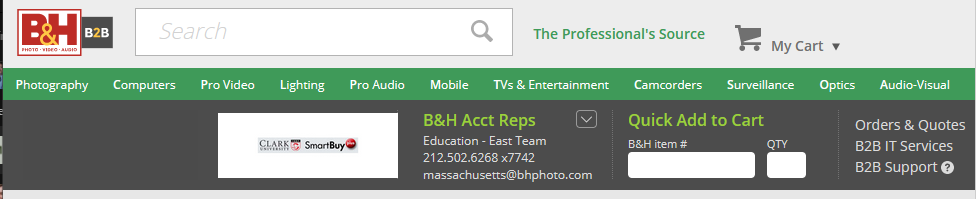 B&H
PHOTO · VIDEO · AUDIO
B2B
Search
The Professional's Source
My Cart
Photography Computers Pro Video Lighting Pro Audio Mobile TVs & Entertainment Camcorders Surveillance Optics Audio-Visual
CLARK
UNIVERSITY
SmartBuy
B&H Acct Reps
Education - East Team
212.502.6268 x7742
massachusetts@bhphoto.com
Quick Add to Cart
B&H item # QTY
Orders & Quotes
B2B IT Services
B2B Support ?